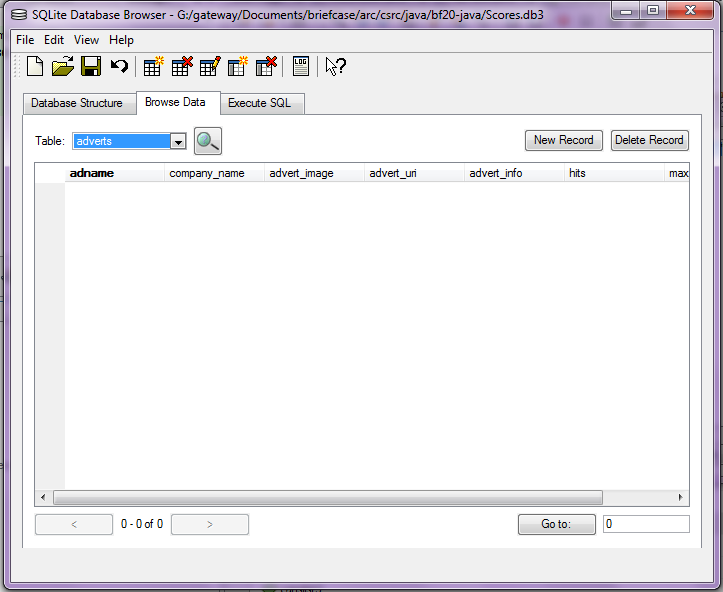 SQLite Database Browser - G:/gateway/Documents/briefcase/arc/csrc/java/bf20-java/Scores.db3
File Edit View Help
LOG
?
Database Structure Browse Data Execute SQL
Table: adverts New Record Delete Record
adname company_name advert_image advert_uri advert_info hits max
< 0 - 0 of 0 > Go to: 0